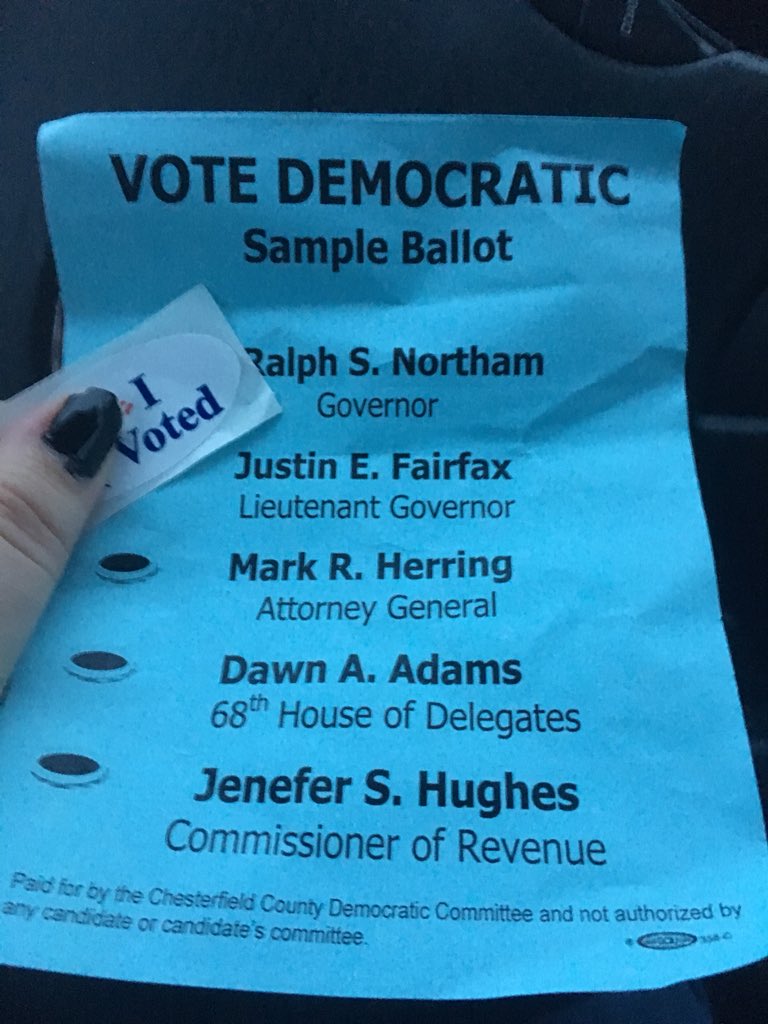 VOTE DEMOCRATIC
Sample Ballot
Ralph S. Northam
Governor
I
Voted
Justin E. Fairfax
Lieutenant Governor
Mark R. Herring
Attorney General
Dawn A. Adams
68th House of Delegates
Jenefer S. Hughes
Commissioner of Revenue
Paid for by the Chesterfield County Democratic Committee and not authorized by
any candidate or candidate's committee.